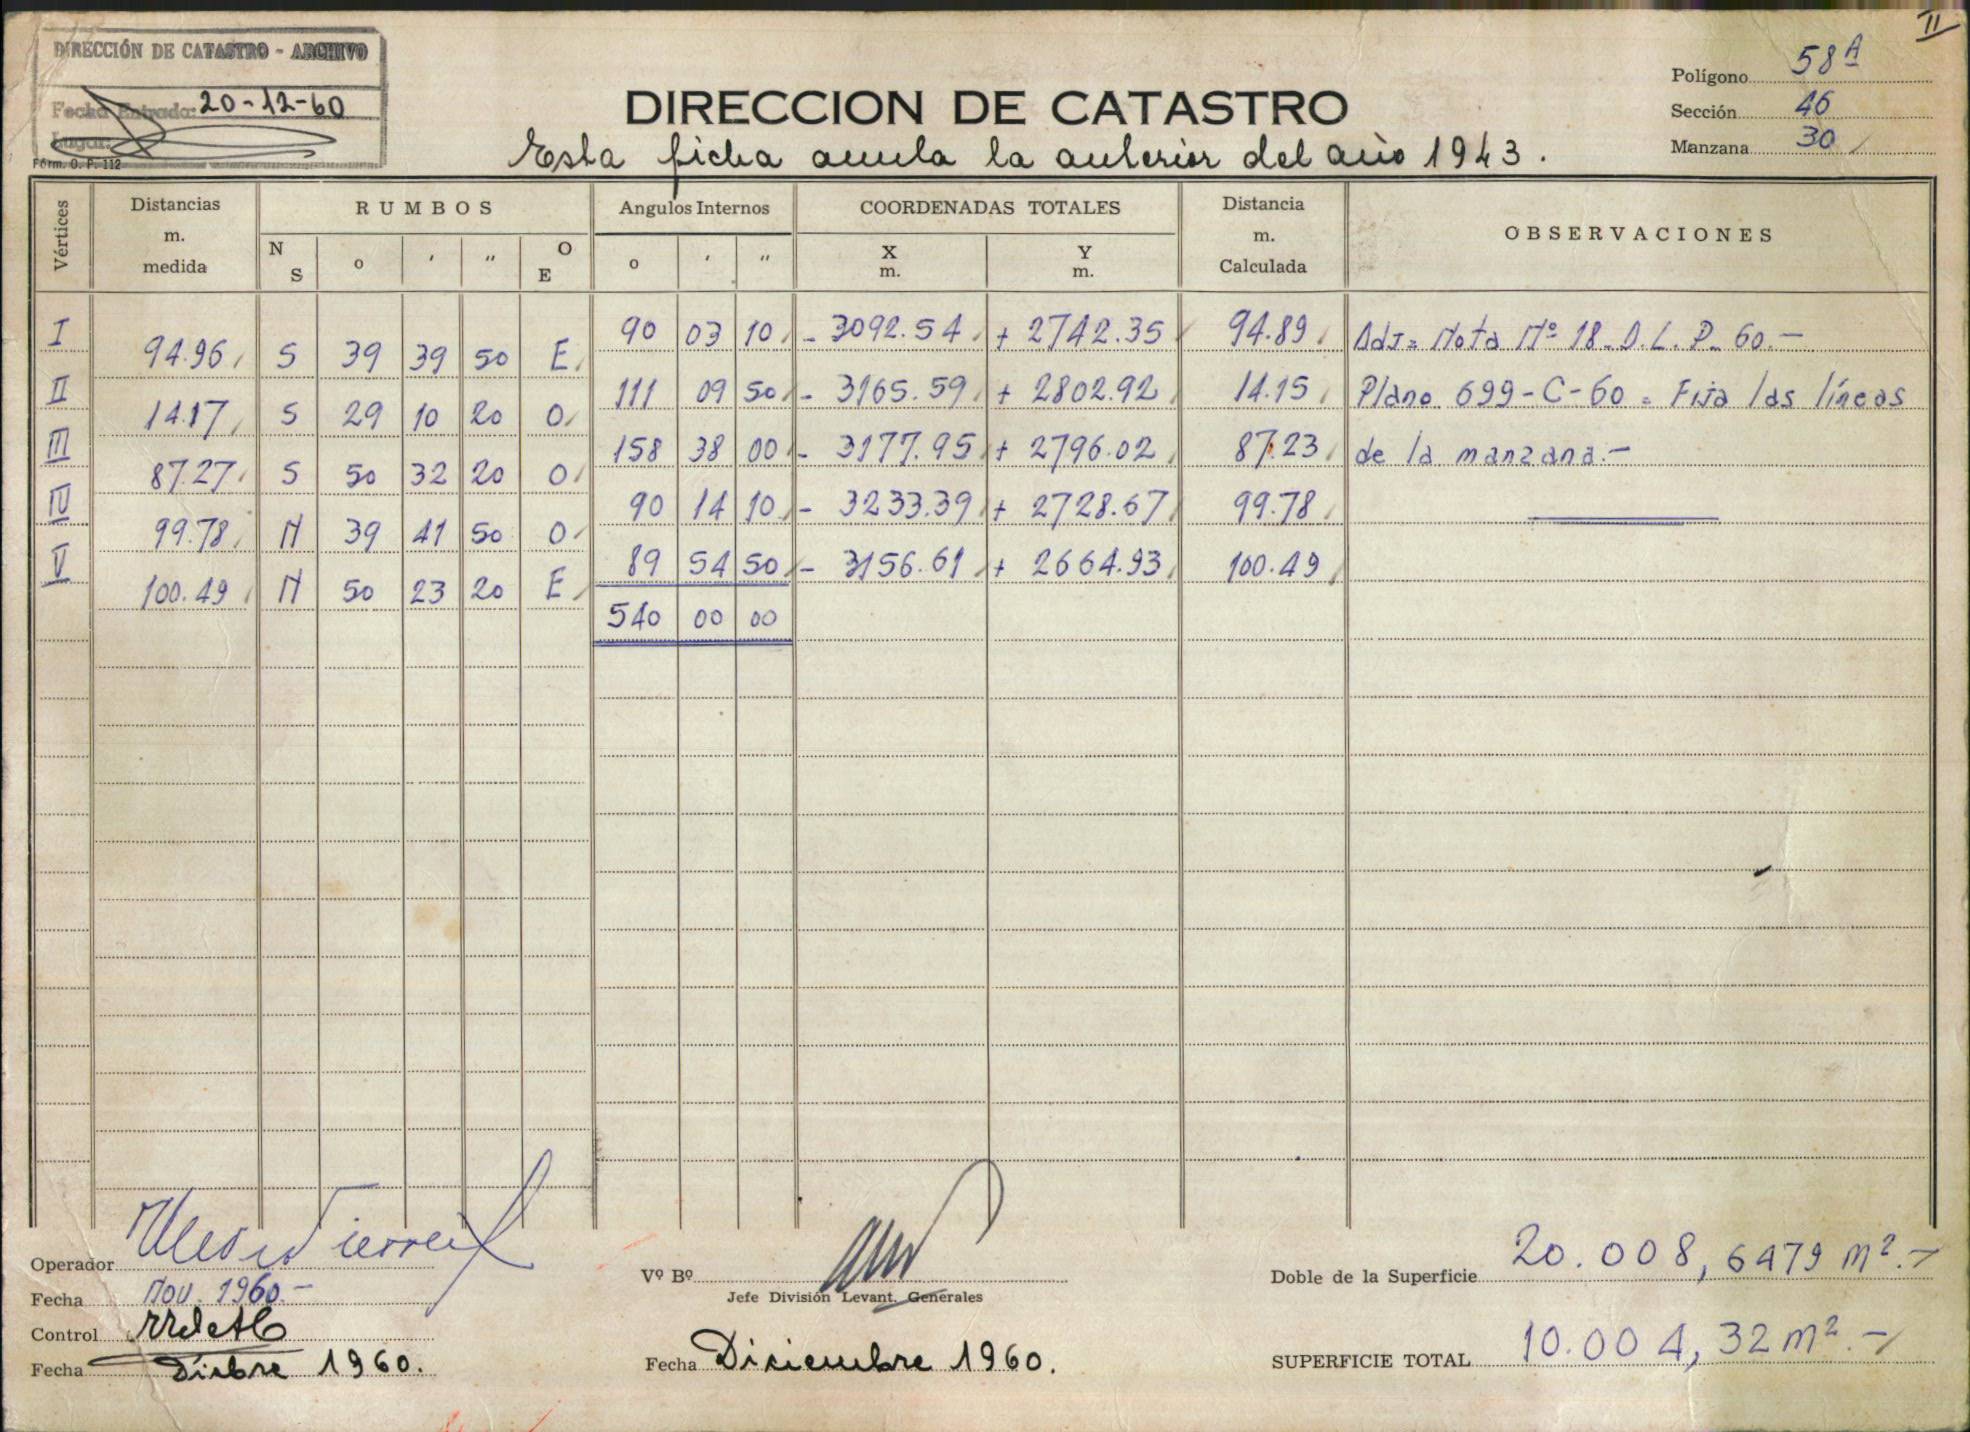 II
DIRECCIÓN DE CATASTRO - ARCHIVO
Fecha Entrada: 20-12-60
Lugar:
Fórm. O. P. 112
DIRECCION DE CATASTRO
Esta ficha anula la anterior del año 1943.
Polígono 58 A
Sección 46
Manzana 30
Vértices Distancias m. medida RUMBOS Angulos Internos COORDENADAS TOTALES Distancia m. Calculada OBSERVACIONES
N S o ' " O E o ' " X m. Y m.
I 90 03 10 - 3092.54 + 2742.35 94.89 Adj= Nota Nº 18-D.L.P-60.-
94.96 S 39 39 50 E
II 111 09 50 - 3165.59 + 2802.92 14.15 Plano 699-C-60 = Fija las líneas
14.17 S 29 10 20 O
III 158 38 00 - 3177.95 + 2796.02 87.23 de la manzana.-
87.27 S 50 32 20 O
IV 90 14 10 - 3233.39 + 2728.67 99.78
99.78 N 39 41 50 O
V 89 54 50 - 3156.61 + 2664.93 100.49
100.49 N 50 23 20 E
540 00 00
Operador
Fecha Nov. 1960.-
Control
Fecha Dicbre 1960.
Vº Bº
Jefe División Levant. Generales
Fecha Diciembre 1960.
Doble de la Superficie 20.008,6479 m².-
SUPERFICIE TOTAL 10.004,32 m².-